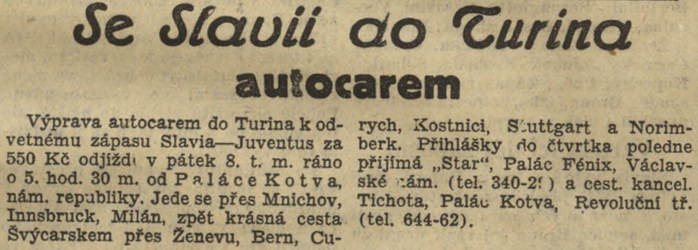 Se Slavii do Turina
autocarem
Výprava autocarem do Turina k od-
vetnému zápasu Slavia—Juventus za
550 Kč odjíždí v pátek 8. t. m. ráno
o 5. hod. 30 m. od Paláce Kotva,
nám. republiky. Jede se přes Mnichov,
Innsbruck, Milán, zpět krásná cesta
Švýcarskem přes Ženevu, Bern, Cu-
rych, Kostnici, Stuttgart a Norim-
berk. Přihlášky do čtvrtka poledne
přijímá „Star", Palác Fénix, Václav-
ské nám. (tel. 340-2 ) a cest. kancel.
Tichota, Palác Kotva, Revoluční tř.
(tel. 644-62).